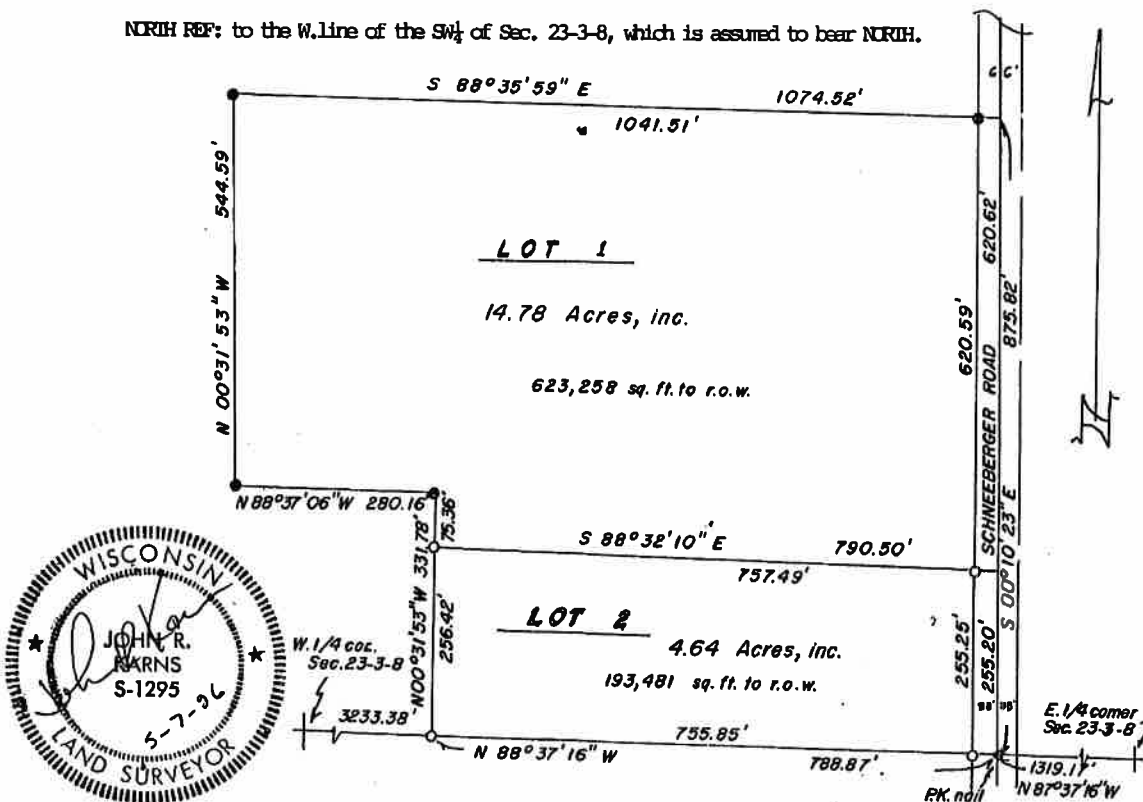 NORTH REF: to the W.line of the SW¼ of Sec. 23-3-8, which is assumed to bear NORTH.
S 88°35'59" E 1074.52'
1041.51'
N 00°31'53" W 544.59'
LOT 1
14.78 Acres, inc.
623,258 sq. ft. to r.o.w.
620.59'
SCHNEEBERGER ROAD 620.62'
S 00°10'23" E 875.82'
N 88°37'06" W 280.16'
N00°31'53" W 331.78'
75.36'
256.42'
S 88°32'10" E 790.50'
757.49'
LOT 2
4.64 Acres, inc.
193,481 sq. ft. to r.o.w.
255.25'
255.20'
W. 1/4 cor.
Sec. 23-3-8
3233.38'
N 88°37'16" W
755.85'
788.87'
P.K. nail
E. 1/4 corner
Sec. 23-3-8
1319.17'
N 87°37'16" W
WISCONSIN
JOHN R.
KARNS
S-1295
5-7-96
LAND SURVEYOR